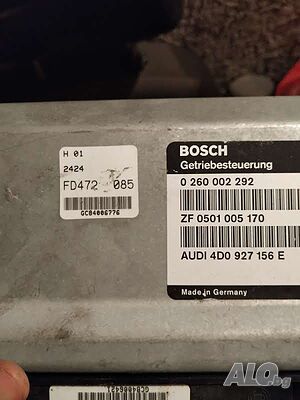 H 01
2424
FD472 085
GCB4006776
BOSCH
Getriebesteuerung
0 260 002 292
ZF 0501 005 170
AUDI 4D0 927 156 E
Made in Germany
ALO.bg